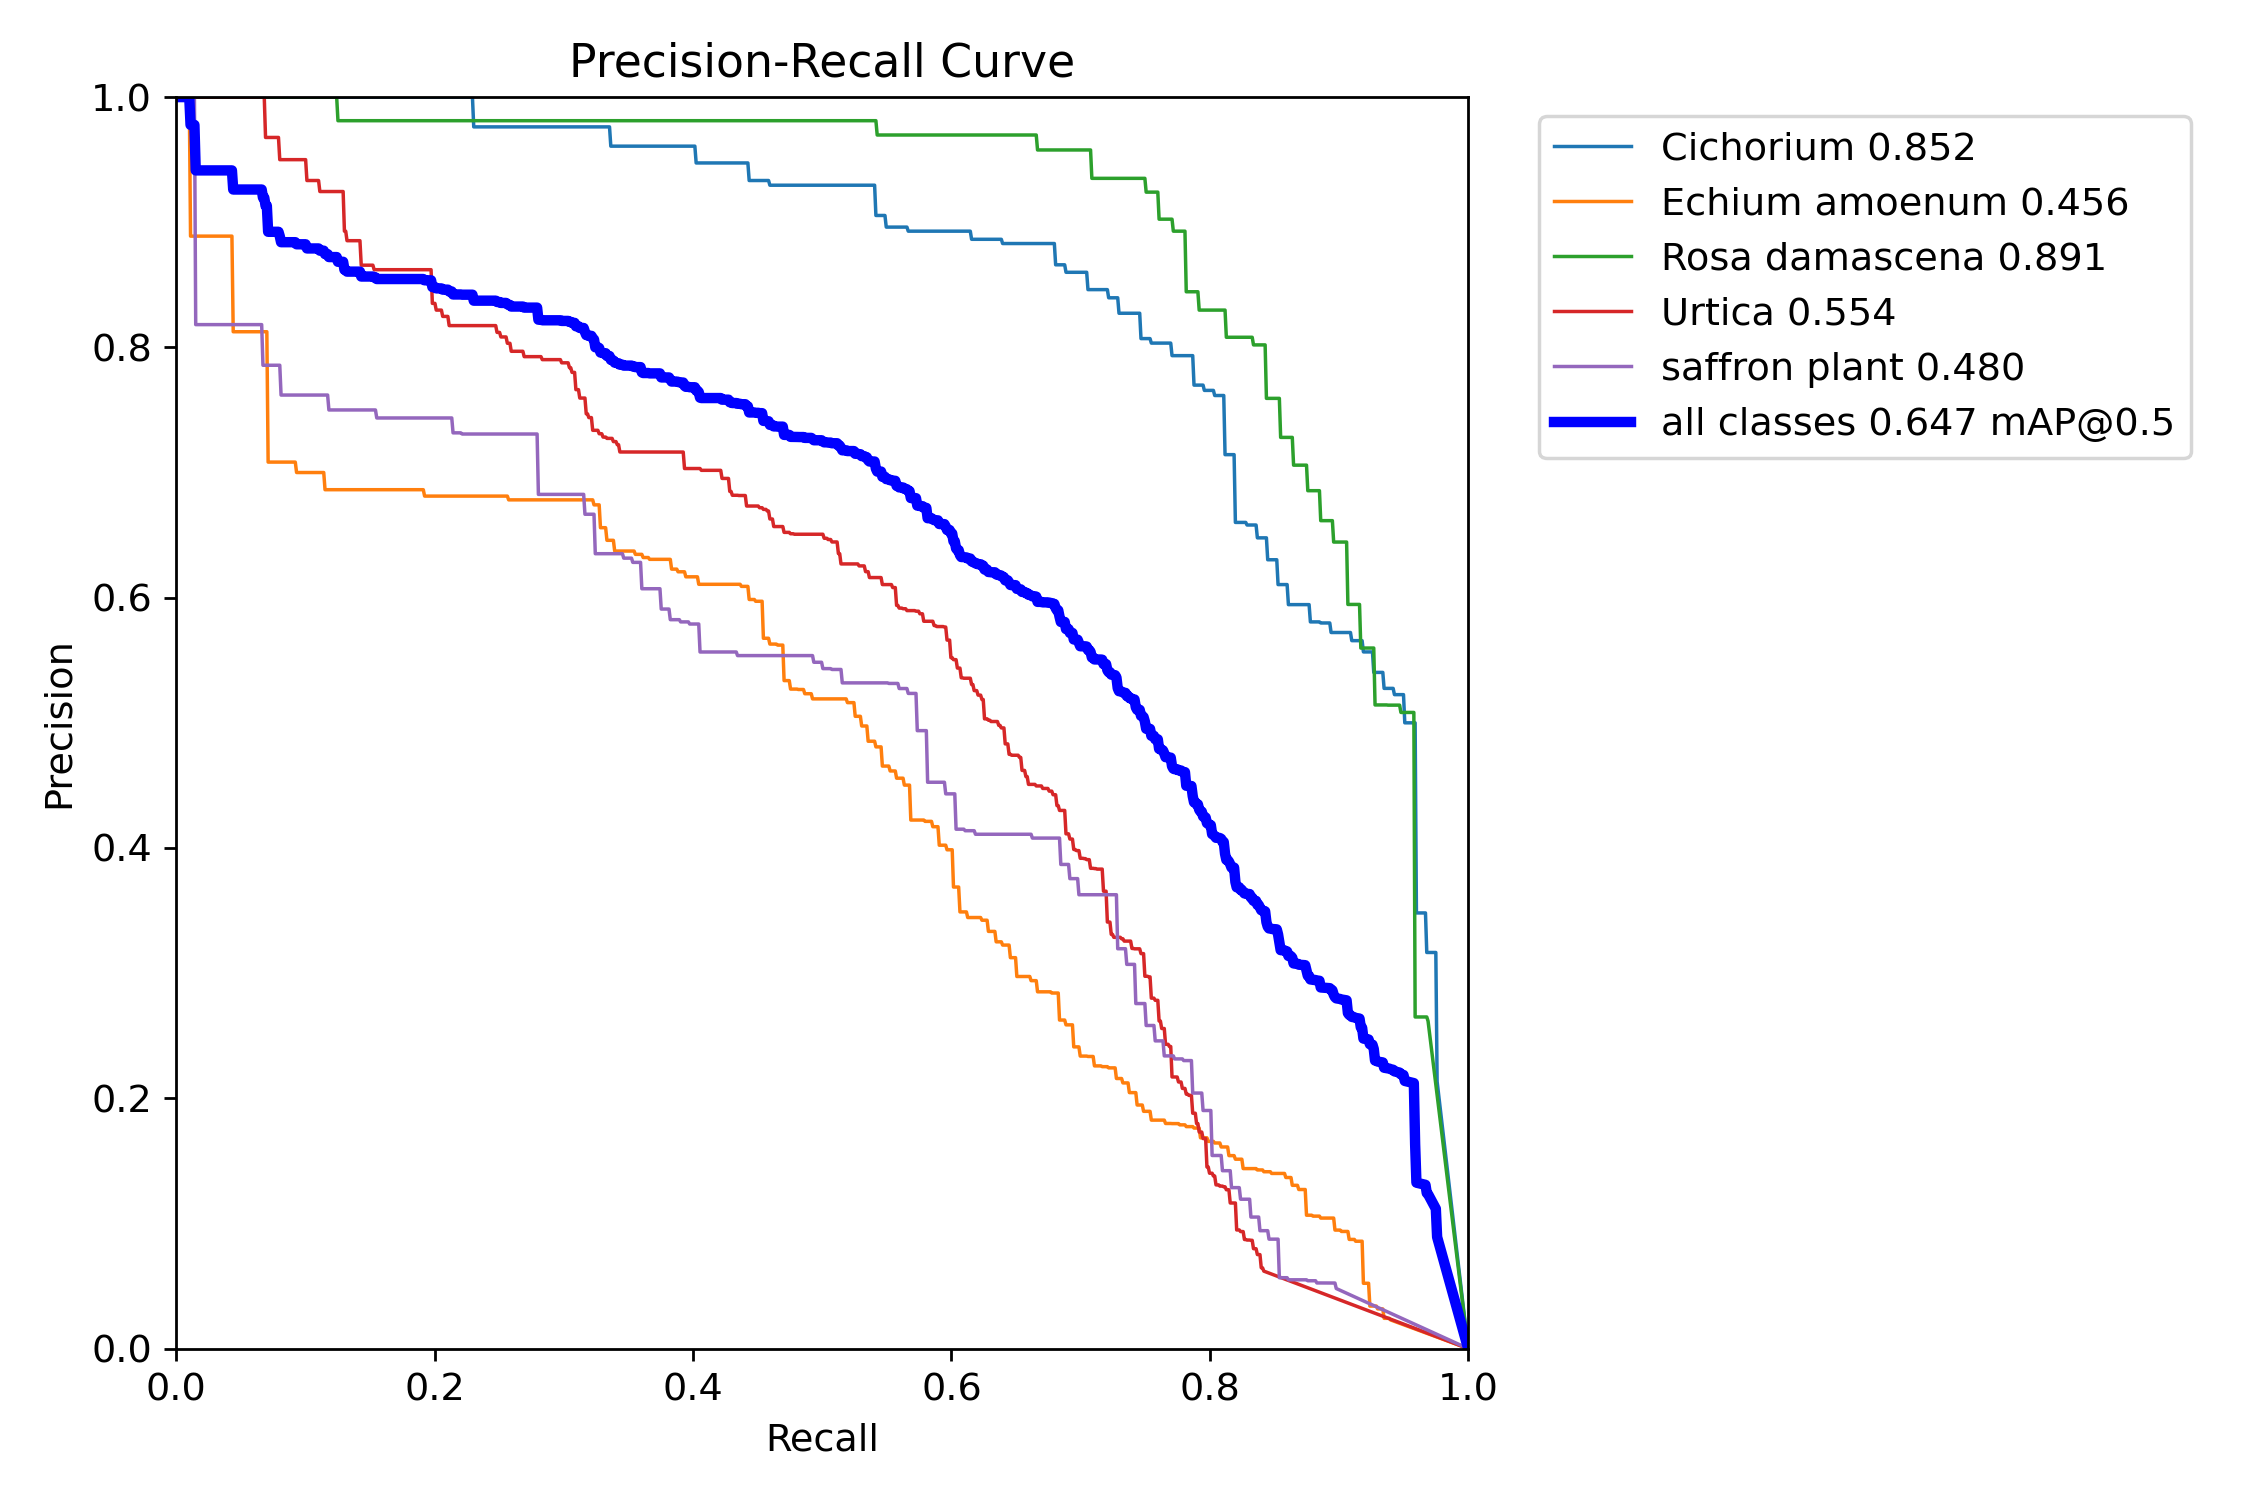 Precision-Recall Curve
1.0
0.8
0.6
0.4
0.2
0.0
Precision
0.0 0.2 0.4 0.6 0.8 1.0
Recall
Cichorium 0.852
Echium amoenum 0.456
Rosa damascena 0.891
Urtica 0.554
saffron plant 0.480
all classes 0.647 mAP@0.5